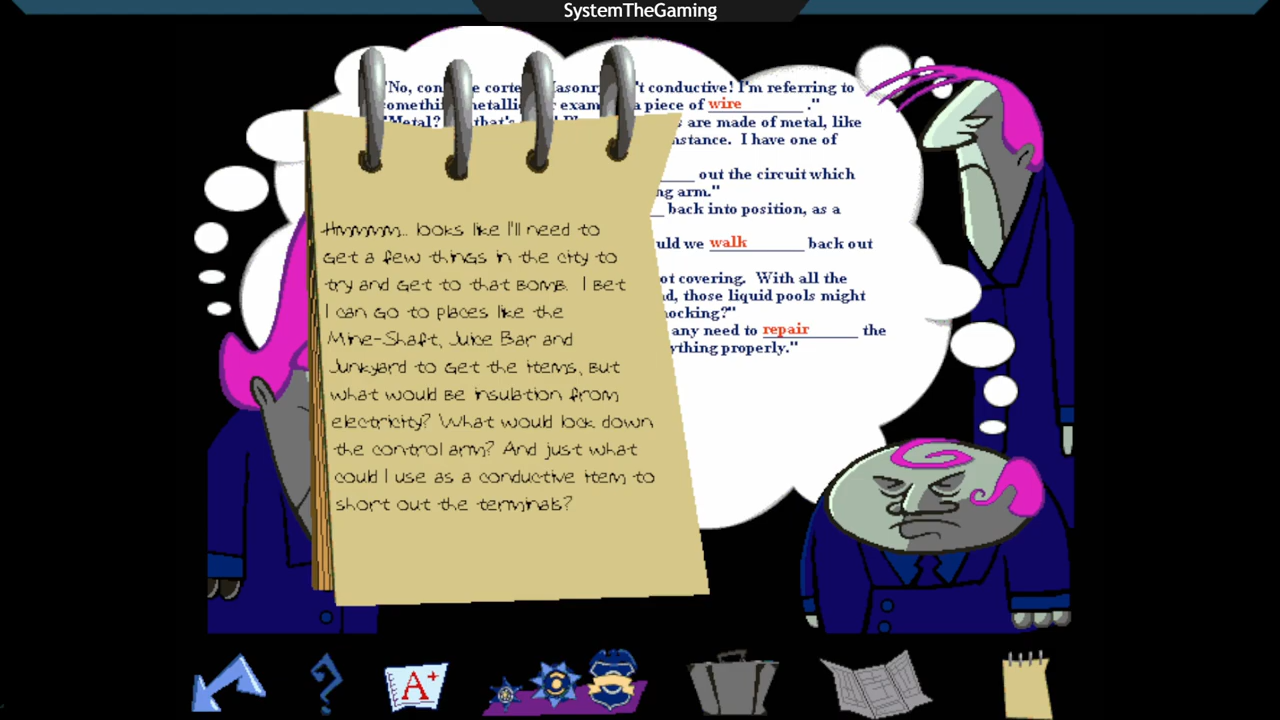 SystemTheGaming
"No, con e corte Mason 't conductive! I'm referring to
omethi metalli r exam a piece of wire ."
"Metal? that's are made of metal, like
nstance. I have one of
out the circuit which
ng arm."
back into position, as a
uld we walk back out
ot covering. With all the
d, those liquid pools might
ocking?"
any need to repair the
ything properly."
Hmmmm... looks like I'll need to
get a few things in the city to
try and get to that bomb. I bet
I can go to places like the
Mine-Shaft, Juice Bar and
Junkyard to get the items, but
what would be insulation from
electricity? What would lock down
the control arm? And just what
could I use as a conductive item to
short out the terminals?
A+